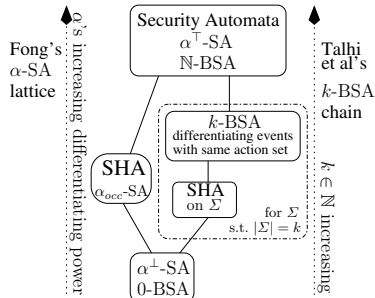 Security Automata
α⊤-SA
ℕ-BSA
Fong's
α-SA
lattice
α's increasing differentiating power
Talhi
et al's
k-BSA
chain
k ∈ ℕ increasing
k-BSA
differentiating events
with same action set
SHA
αocc-SA
SHA
on Σ
for Σ
s.t. |Σ| = k
α⊥-SA
0-BSA